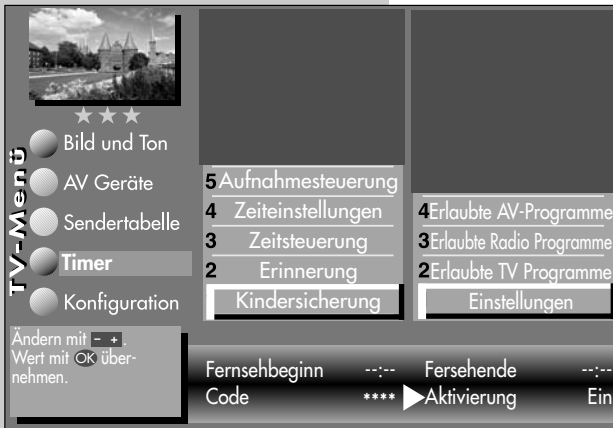 TV-Menü
Bild und Ton
AV Geräte
Sendertabelle
Timer
Konfiguration
Ändern mit - + .
Wert mit OK über-
nehmen.
5 Aufnahmesteuerung
4 Zeiteinstellungen
3 Zeitsteuerung
2 Erinnerung
Kindersicherung
4 Erlaubte AV-Programme
3 Erlaubte Radio Programme
2 Erlaubte TV Programme
Einstellungen
Fernsehbeginn --:-- Fersehende --:--
Code **** Aktivierung Ein